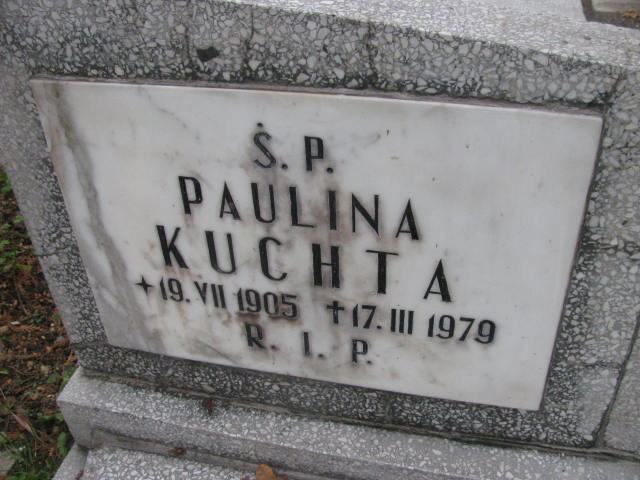 Ś. P.
PAULINA
KUCHTA
✦19. VII 1905 ✝17. III 1979
R. I. P.